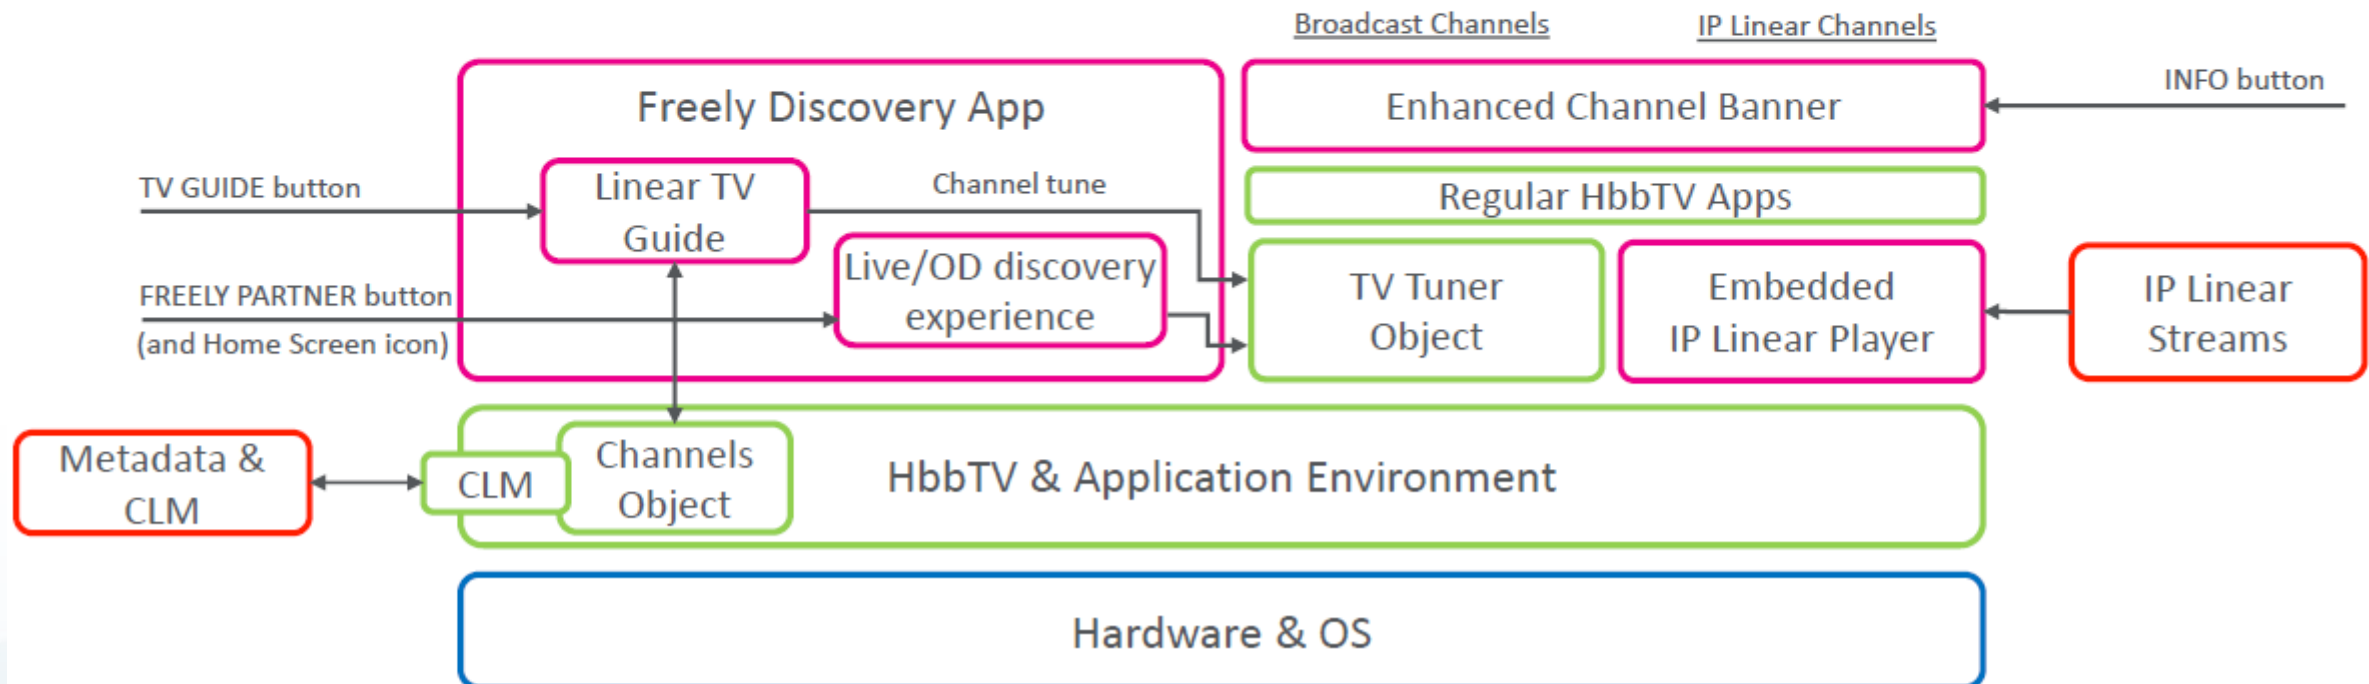 Broadcast Channels
IP Linear Channels
INFO button
Freely Discovery App
Enhanced Channel Banner
TV GUIDE button
Linear TV
Guide
Channel tune
Regular HbbTV Apps
FREELY PARTNER button
(and Home Screen icon)
Live/OD discovery
experience
TV Tuner
Object
Embedded
IP Linear Player
IP Linear
Streams
Metadata &
CLM
CLM
Channels
Object
HbbTV & Application Environment
Hardware & OS